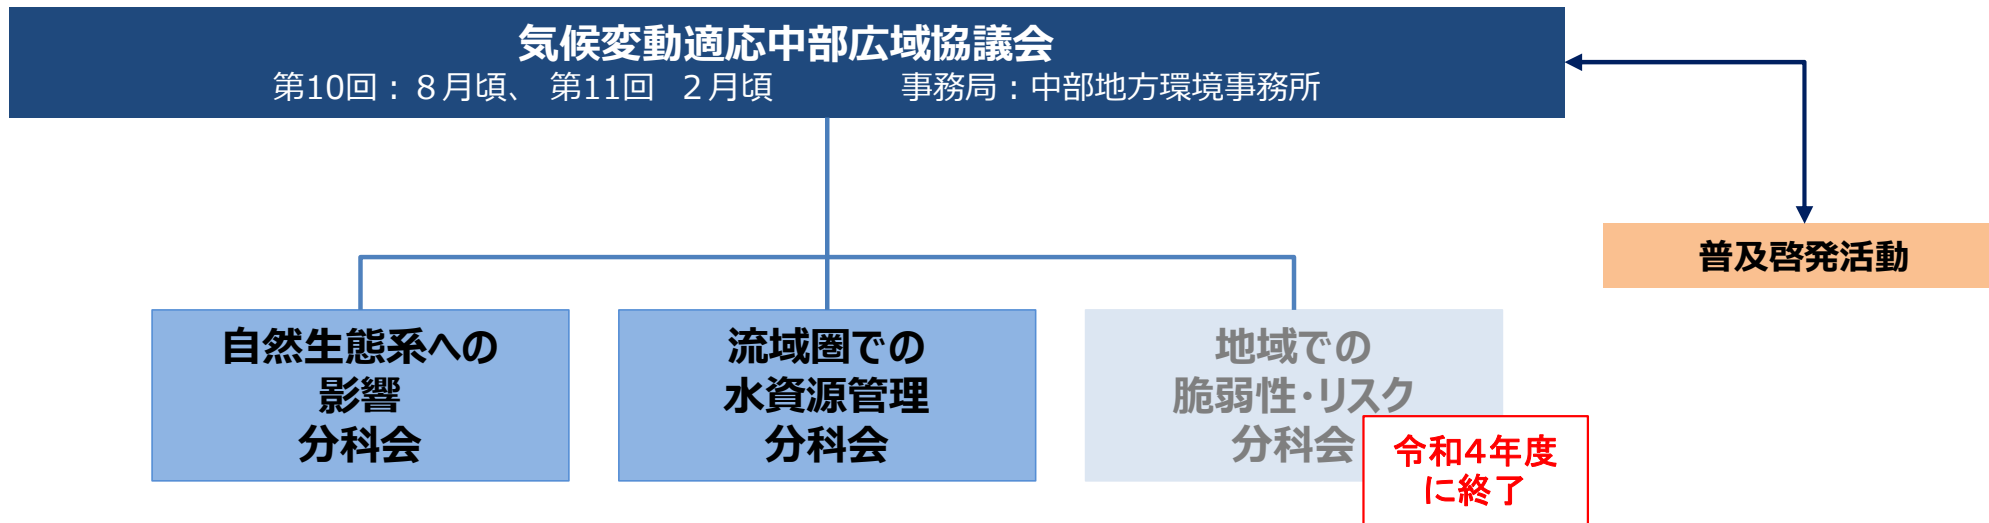 気候変動適応中部広域協議会
第10回：８月頃、 第11回 ２月頃 事務局：中部地方環境事務所
普及啓発活動
自然生態系への
影響
分科会
流域圏での
水資源管理
分科会
地域での
脆弱性・リスク
分科会
令和4年度
に終了